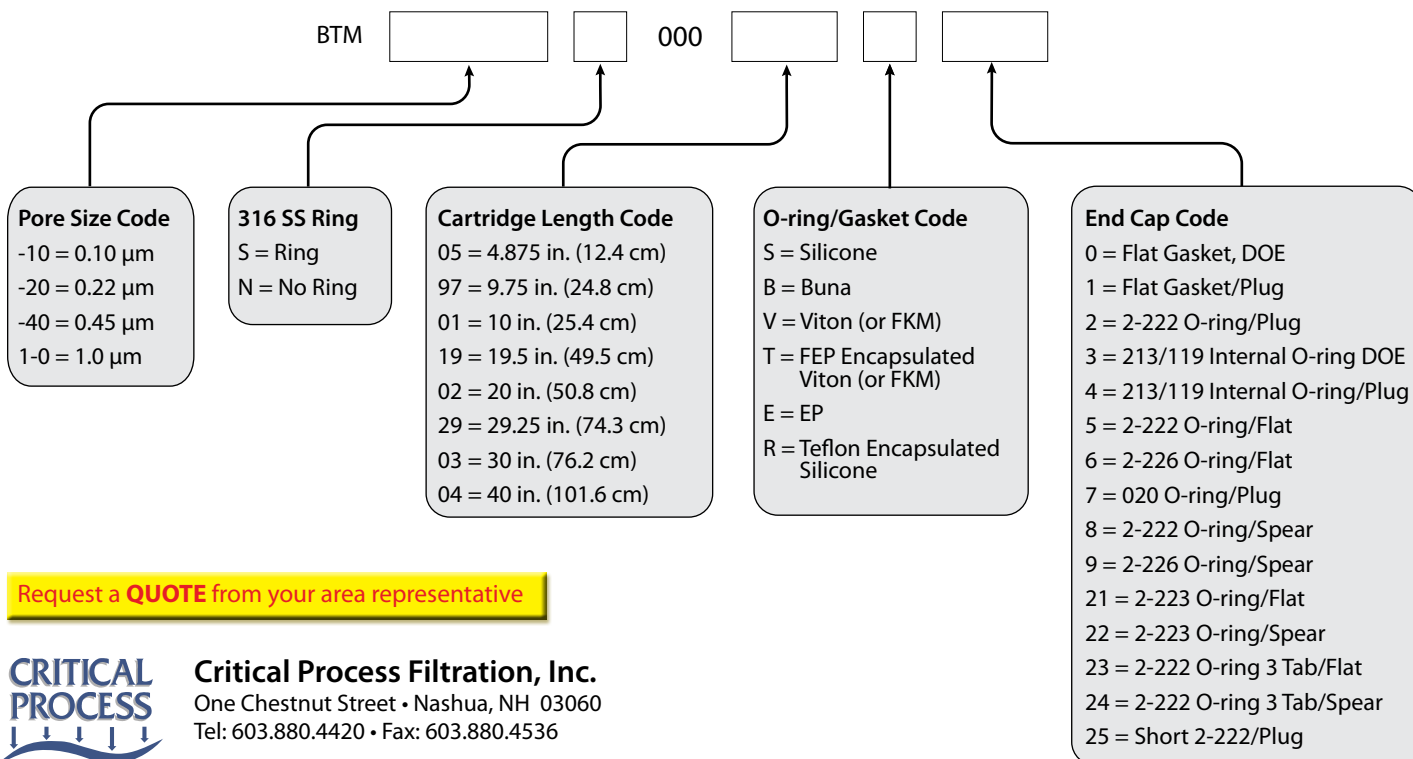 BTM 000
Pore Size Code
-10 = 0.10 µm
-20 = 0.22 µm
-40 = 0.45 µm
1-0 = 1.0 µm
316 SS Ring
S = Ring
N = No Ring
Cartridge Length Code
05 = 4.875 in. (12.4 cm)
97 = 9.75 in. (24.8 cm)
01 = 10 in. (25.4 cm)
19 = 19.5 in. (49.5 cm)
02 = 20 in. (50.8 cm)
29 = 29.25 in. (74.3 cm)
03 = 30 in. (76.2 cm)
04 = 40 in. (101.6 cm)
O-ring/Gasket Code
S = Silicone
B = Buna
V = Viton (or FKM)
T = FEP Encapsulated
Viton (or FKM)
E = EP
R = Teflon Encapsulated
Silicone
End Cap Code
0 = Flat Gasket, DOE
1 = Flat Gasket/Plug
2 = 2-222 O-ring/Plug
3 = 213/119 Internal O-ring DOE
4 = 213/119 Internal O-ring/Plug
5 = 2-222 O-ring/Flat
6 = 2-226 O-ring/Flat
7 = 020 O-ring/Plug
8 = 2-222 O-ring/Spear
9 = 2-226 O-ring/Spear
21 = 2-223 O-ring/Flat
22 = 2-223 O-ring/Spear
23 = 2-222 O-ring 3 Tab/Flat
24 = 2-222 O-ring 3 Tab/Spear
25 = Short 2-222/Plug
Request a QUOTE from your area representative
CRITICAL
PROCESS
Critical Process Filtration, Inc.
One Chestnut Street • Nashua, NH 03060
Tel: 603.880.4420 • Fax: 603.880.4536